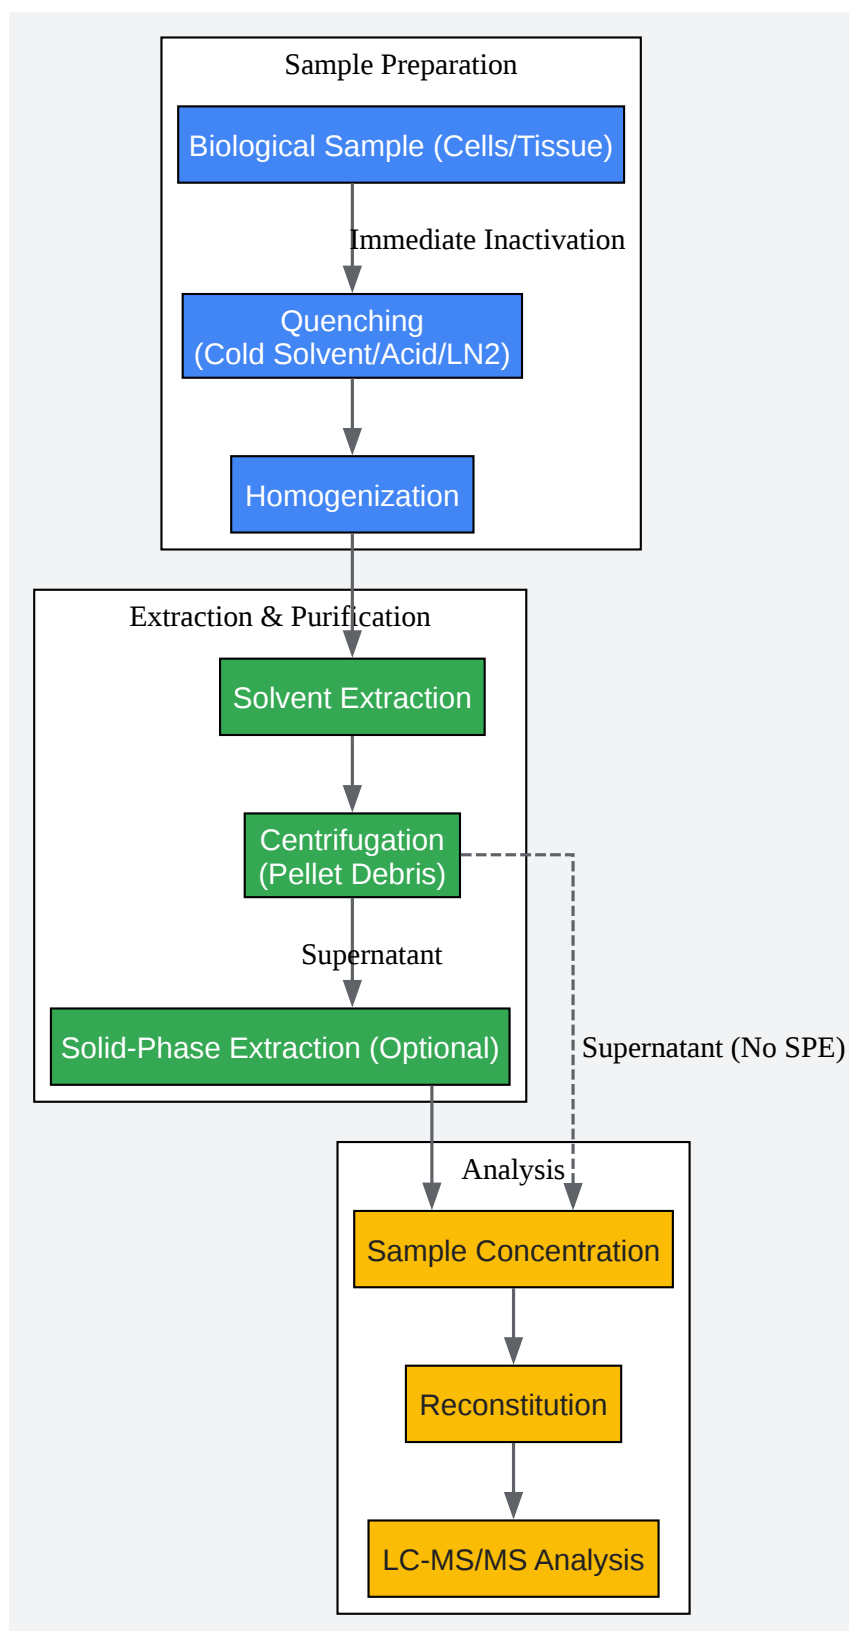 Sample Preparation
Biological Sample (Cells/Tissue)
Immediate Inactivation
Quenching
(Cold Solvent/Acid/LN2)
Homogenization
Extraction & Purification
Solvent Extraction
Centrifugation
(Pellet Debris)
Supernatant
Solid-Phase Extraction (Optional)
Supernatant (No SPE)
Analysis
Sample Concentration
Reconstitution
LC-MS/MS Analysis